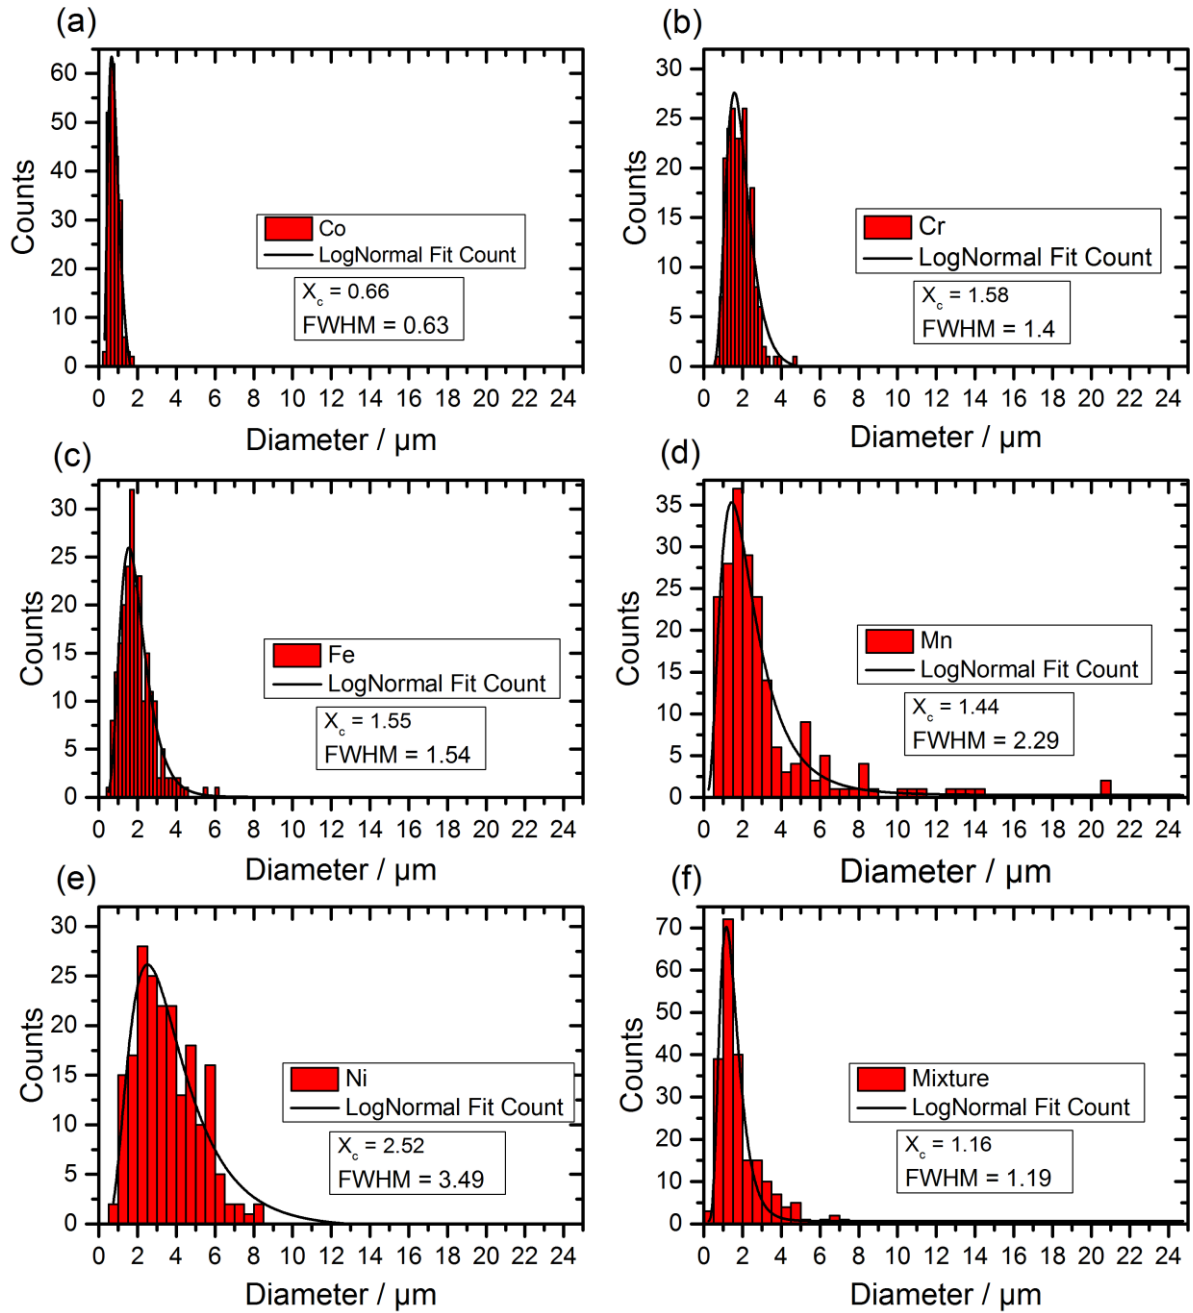 (a)
60
50
40
30
20
10
0
Counts
Co
LogNormal Fit Count
Xc = 0.66
FWHM = 0.63
0 2 4 6 8 10 12 14 16 18 20 22 24
Diameter / µm
(b)
30
25
20
15
10
5
0
Counts
Cr
LogNormal Fit Count
Xc = 1.58
FWHM = 1.4
0 2 4 6 8 10 12 14 16 18 20 22 24
Diameter / µm
(c)
30
25
20
15
10
5
0
Counts
Fe
LogNormal Fit Count
Xc = 1.55
FWHM = 1.54
0 2 4 6 8 10 12 14 16 18 20 22 24
Diameter / µm
(d)
35
30
25
20
15
10
5
0
Counts
Mn
LogNormal Fit Count
Xc = 1.44
FWHM = 2.29
0 2 4 6 8 10 12 14 16 18 20 22 24
Diameter / µm
(e)
30
25
20
15
10
5
0
Counts
Ni
LogNormal Fit Count
Xc = 2.52
FWHM = 3.49
0 2 4 6 8 10 12 14 16 18 20 22 24
Diameter / µm
(f)
70
60
50
40
30
20
10
0
Counts
Mixture
LogNormal Fit Count
Xc = 1.16
FWHM = 1.19
0 2 4 6 8 10 12 14 16 18 20 22 24
Diameter / µm